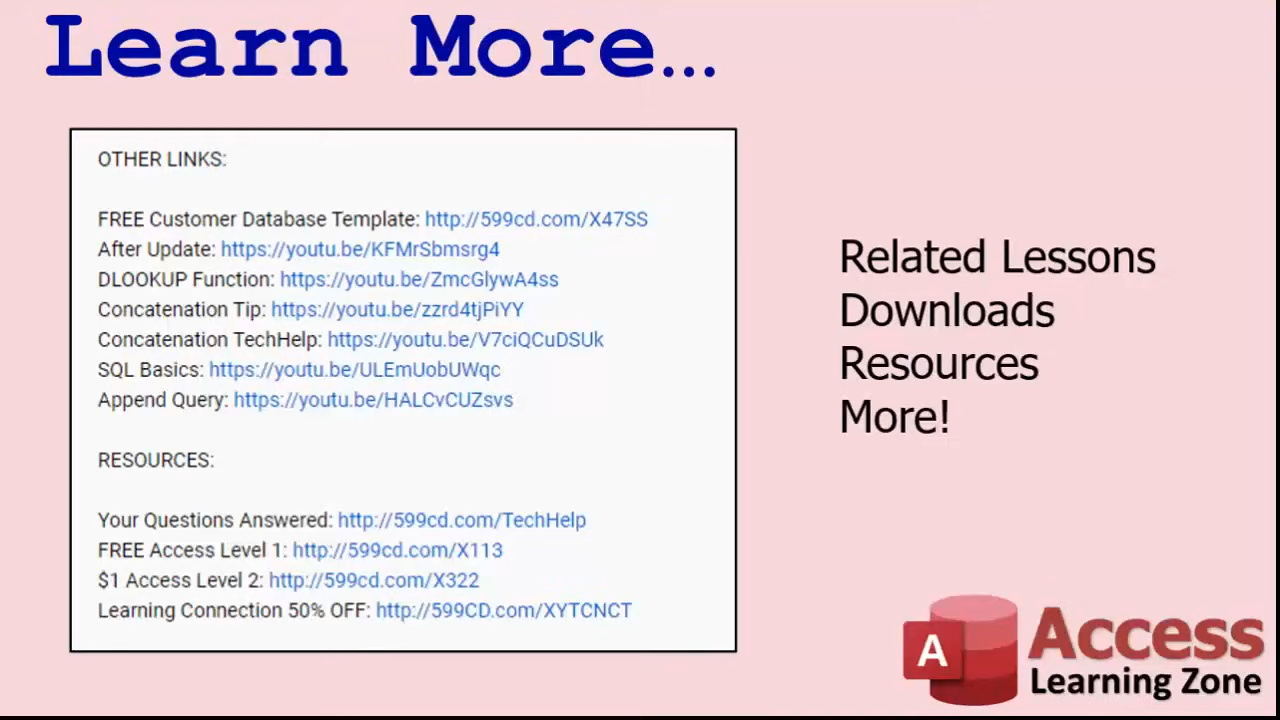 Learn More...
OTHER LINKS:
FREE Customer Database Template: http://599cd.com/X47SS
After Update: https://youtu.be/KFMrSbmsrg4
DLOOKUP Function: https://youtu.be/ZmcGlywA4ss
Concatenation Tip: https://youtu.be/zzrd4tjPiYY
Concatenation TechHelp: https://youtu.be/V7ciQCuDSUk
SQL Basics: https://youtu.be/ULEmUobUWqc
Append Query: https://youtu.be/HALCvCUZsvs
RESOURCES:
Your Questions Answered: http://599cd.com/TechHelp
FREE Access Level 1: http://599cd.com/X113
$1 Access Level 2: http://599cd.com/X322
Learning Connection 50% OFF: http://599CD.com/XYTCNCT
Related Lessons
Downloads
Resources
More!
A
Access
Learning Zone